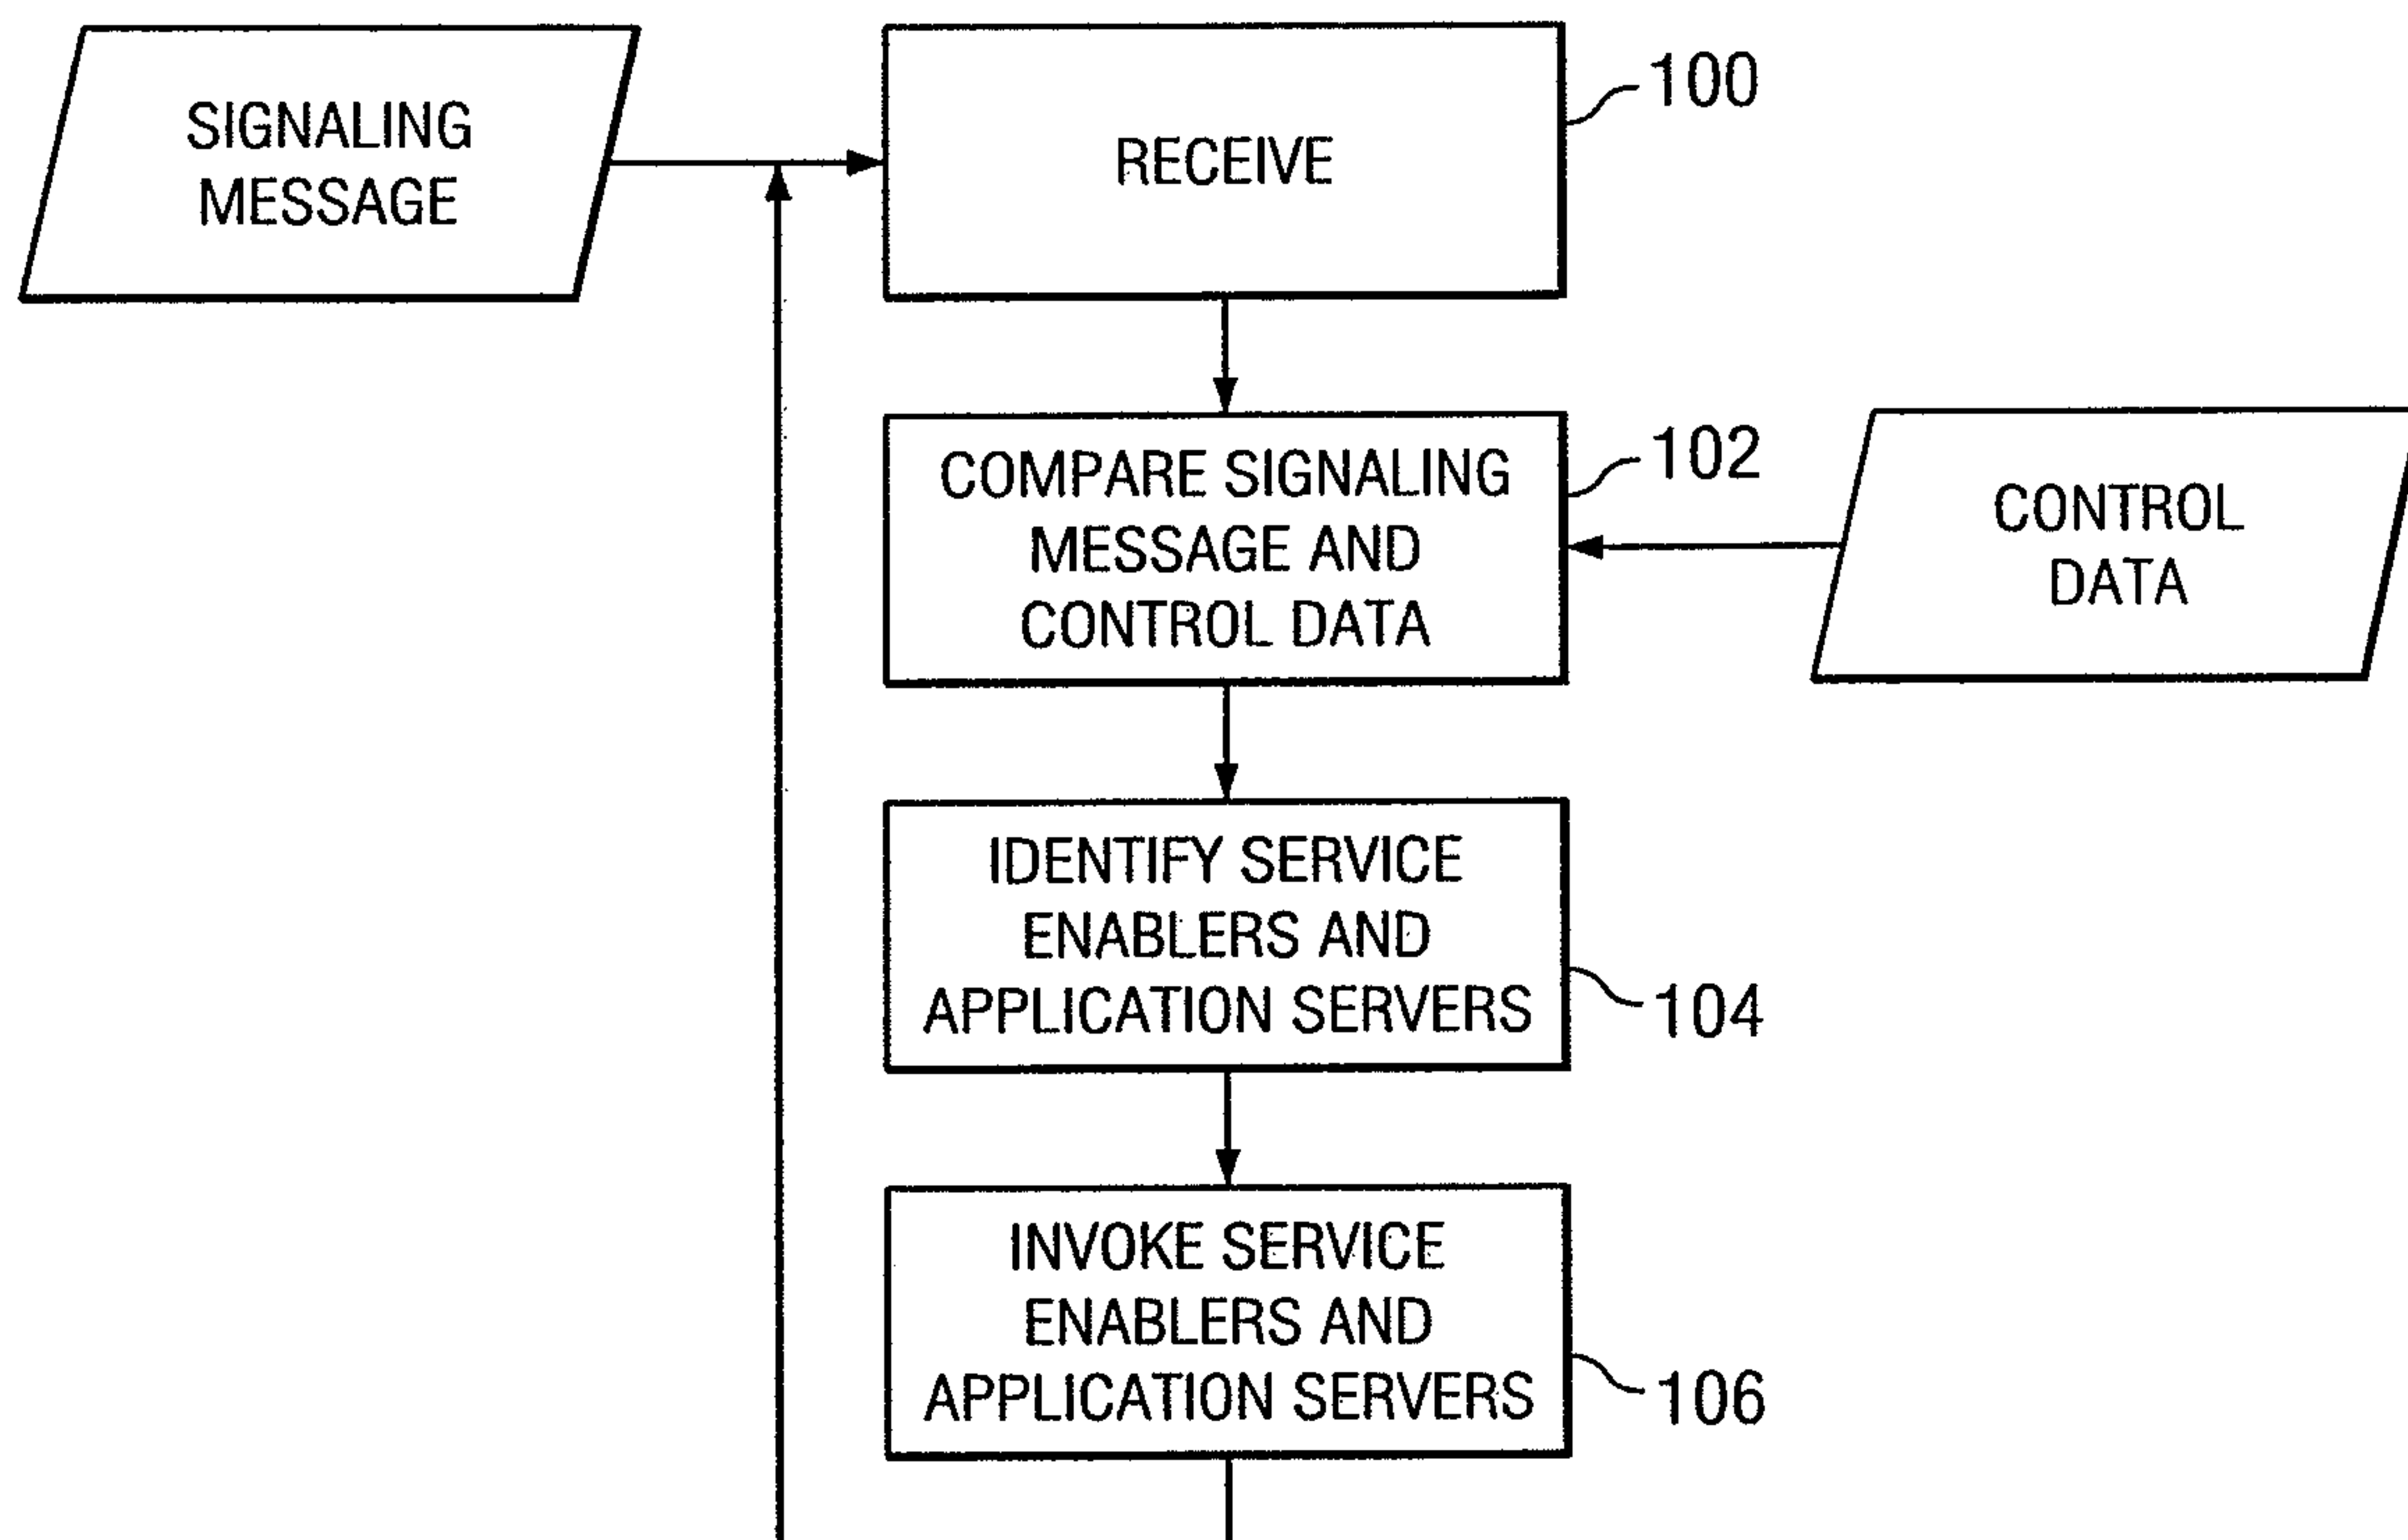 SIGNALING
MESSAGE
RECEIVE
100
COMPARE SIGNALING
MESSAGE AND
CONTROL DATA
102
CONTROL
DATA
IDENTIFY SERVICE
ENABLERS AND
APPLICATION SERVERS
104
INVOKE SERVICE
ENABLERS AND
APPLICATION SERVERS
106